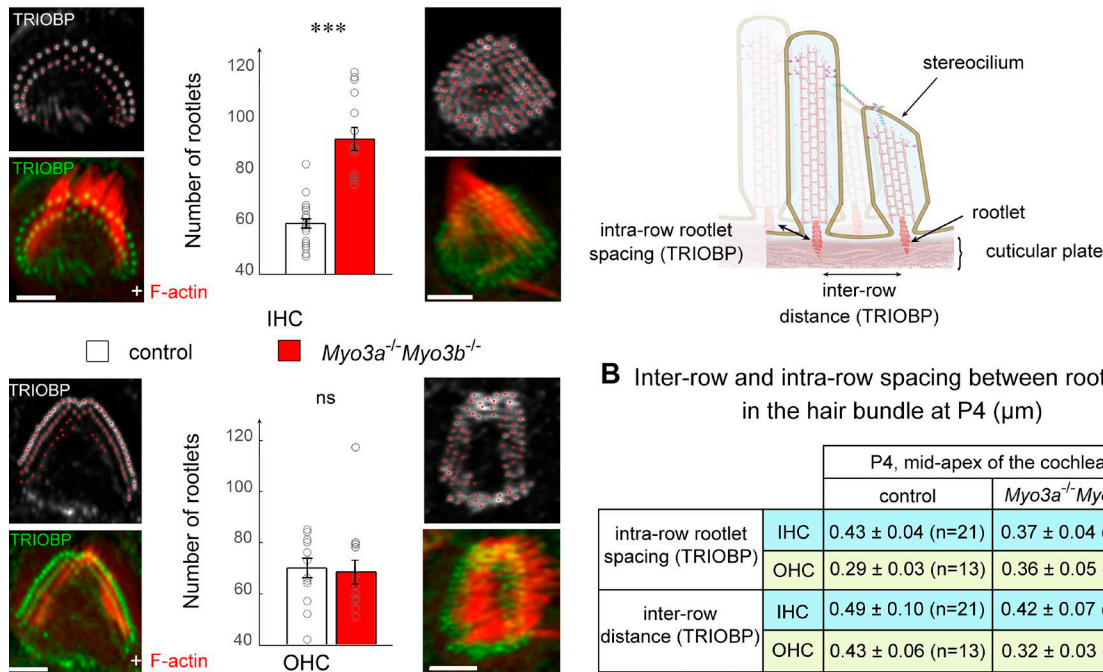 TRIOBP
TRIOBP
+ F-actin
***
Number of rootlets
120
100
80
60
40
IHC
control
Myo3a-/-Myo3b-/-
TRIOBP
TRIOBP
+ F-actin
ns
Number of rootlets
120
100
80
60
40
OHC
stereocilium
rootlet
intra-row rootlet
spacing (TRIOBP)
cuticular plate
inter-row
distance (TRIOBP)
B Inter-row and intra-row spacing between root
in the hair bundle at P4 (μm)
P4, mid-apex of the cochlea
control Myo3a-/-Myo
intra-row rootlet
spacing (TRIOBP)
IHC 0.43 ± 0.04 (n=21) 0.37 ± 0.04
OHC 0.29 ± 0.03 (n=13) 0.36 ± 0.05
inter-row
distance (TRIOBP)
IHC 0.49 ± 0.10 (n=21) 0.42 ± 0.07
OHC 0.43 ± 0.06 (n=13) 0.32 ± 0.03